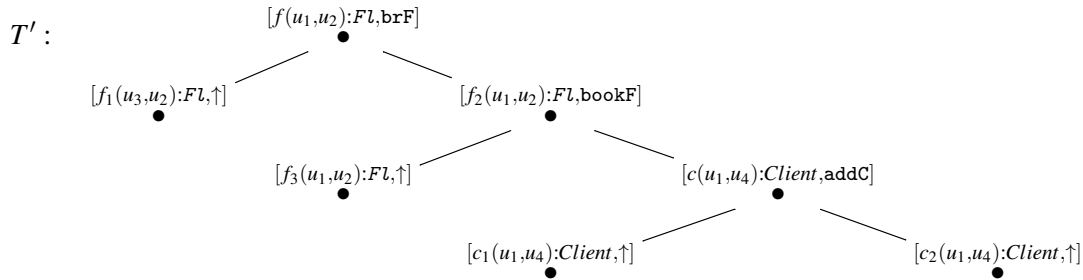 T′ :
[f(u₁,u₂):Fl,brF]
[f₁(u₃,u₂):Fl,↑]
[f₂(u₁,u₂):Fl,bookF]
[f₃(u₁,u₂):Fl,↑]
[c(u₁,u₄):Client,addC]
[c₁(u₁,u₄):Client,↑]
[c₂(u₁,u₄):Client,↑]